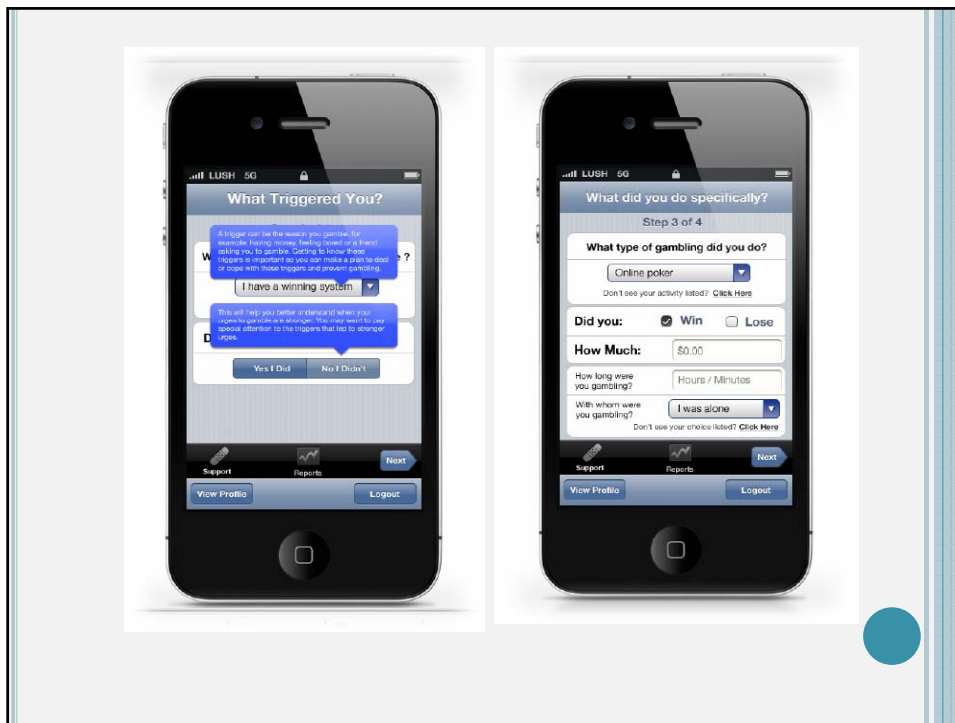 LUSH 5G
What Triggered You?
A trigger can be the reason you gamble, for
example, having money, feeling bored or a friend
asking you to gamble. Getting to know these
triggers is important so you can make a plan to deal
or cope with these triggers and prevent gambling.
W e ?
I have a winning system
This will help you better understand when your
urges to gamble are stronger. You may want to pay
special attention to the triggers that led to stronger
urges.
D
Yes I Did No I Didn't
Support Reports Next
View Profile Logout
LUSH 5G
What did you do specifically?
Step 3 of 4
What type of gambling did you do?
Online poker
Don't see your activity listed? Click Here
Did you: Win Lose
How Much: $0.00
How long were
you gambling? Hours / Minutes
With whom were
you gambling? I was alone
Don't see your choice listed? Click Here
Support Reports Next
View Profile Logout